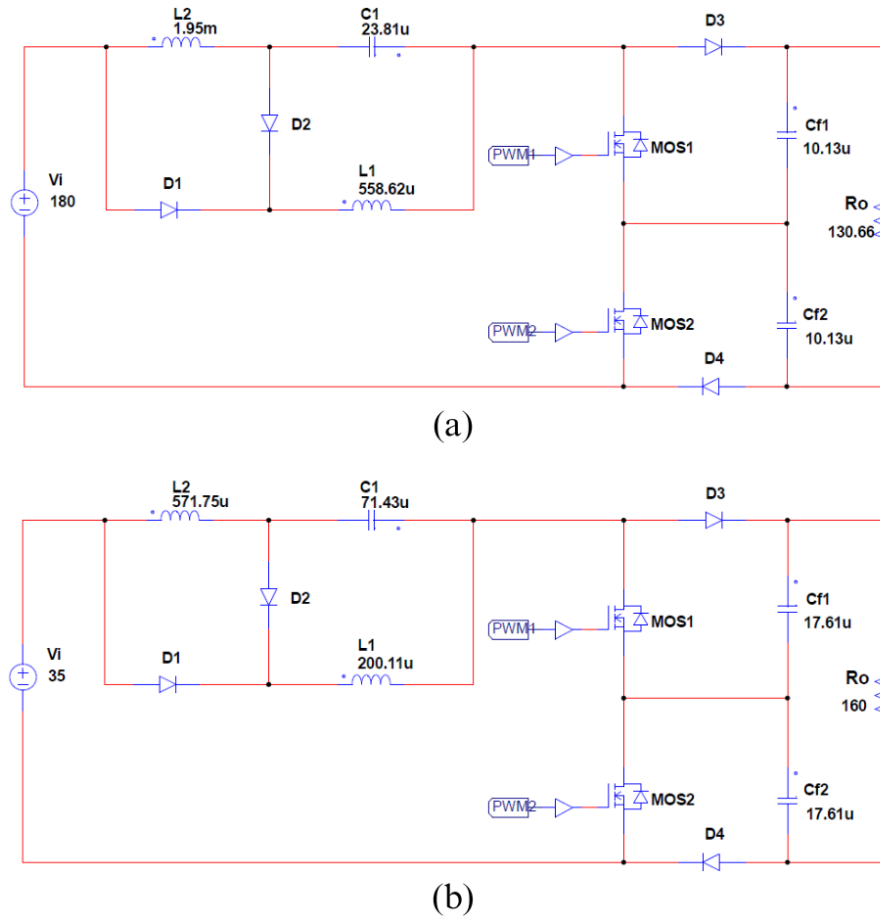 L2
1.95m
C1
23.81u
D3
D2
PWM1
MOS1
Cf1
10.13u
Vi
180
D1
L1
558.62u
Ro
130.66
PWM2
MOS2
Cf2
10.13u
D4
(a)
L2
571.75u
C1
71.43u
D3
D2
PWM1
MOS1
Cf1
17.61u
Vi
35
D1
L1
200.11u
Ro
160
PWM2
MOS2
Cf2
17.61u
D4
(b)